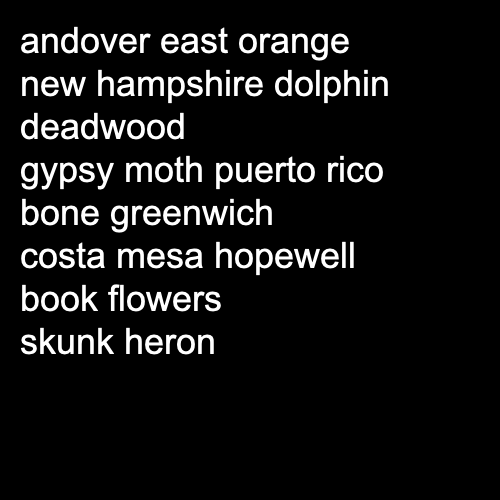 andover east orange
new hampshire dolphin
deadwood
gypsy moth puerto rico
bone greenwich
costa mesa hopewell
book flowers
skunk heron